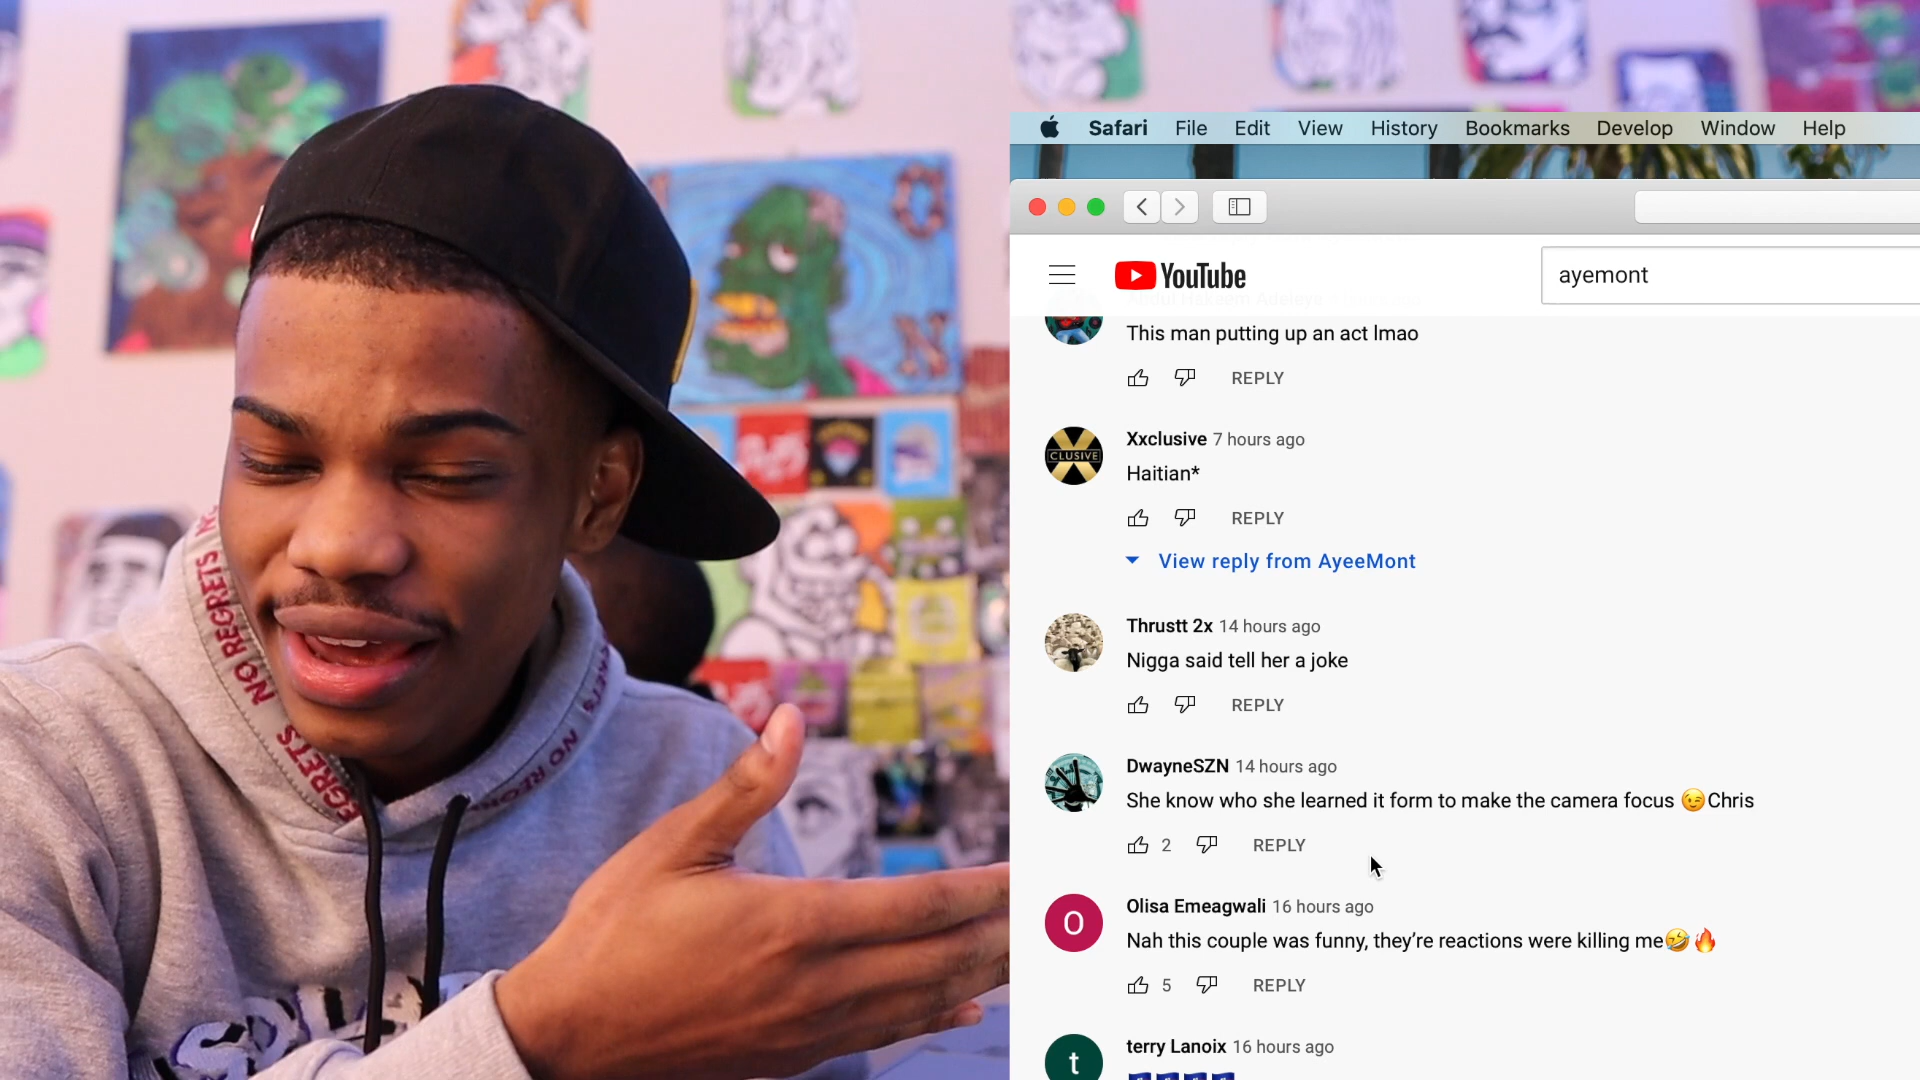 Safari File Edit View History Bookmarks Develop Window Help
YouTube
ayemont
This man putting up an act lmao
REPLY
CLUSIVE
Xxclusive 7 hours ago
Haitian*
REPLY
View reply from AyeeMont
Thrustt 2x 14 hours ago
Nigga said tell her a joke
REPLY
DwayneSZN 14 hours ago
She know who she learned it form to make the camera focus 😉Chris
2 REPLY
O
Olisa Emeagwali 16 hours ago
Nah this couple was funny, they’re reactions were killing me🤣🔥
5 REPLY
t
terry Lanoix 16 hours ago
NO REGRETS
NO REGRETS